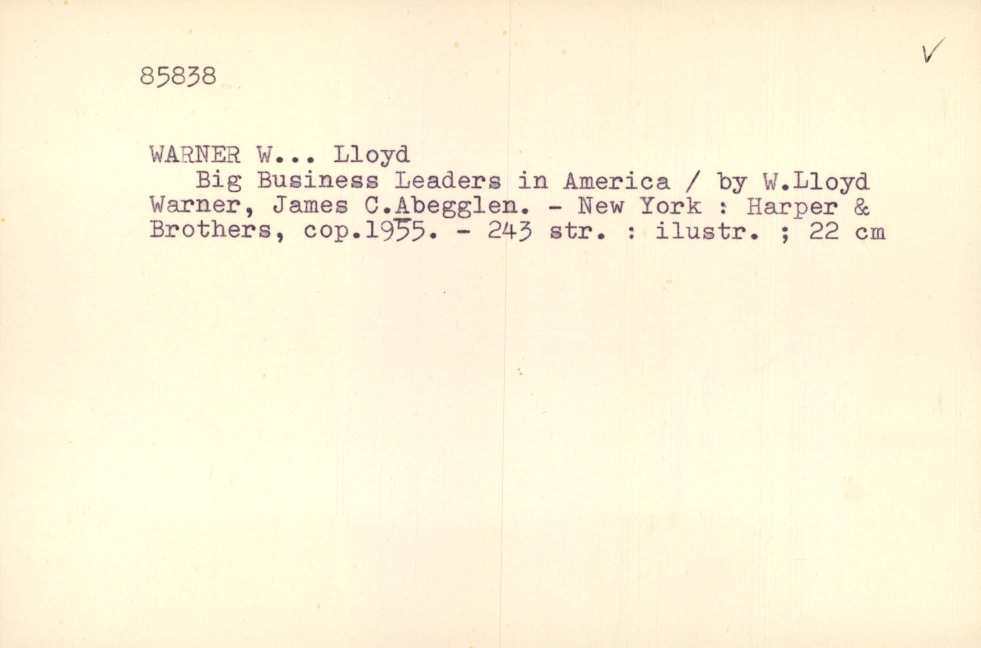 85838
WARNER W... Lloyd
Big Business Leaders in America / by W.Lloyd
Warner, James C.Abegglen. - New York : Harper &
Brothers, cop.1955. - 243 str. : ilustr. ; 22 cm